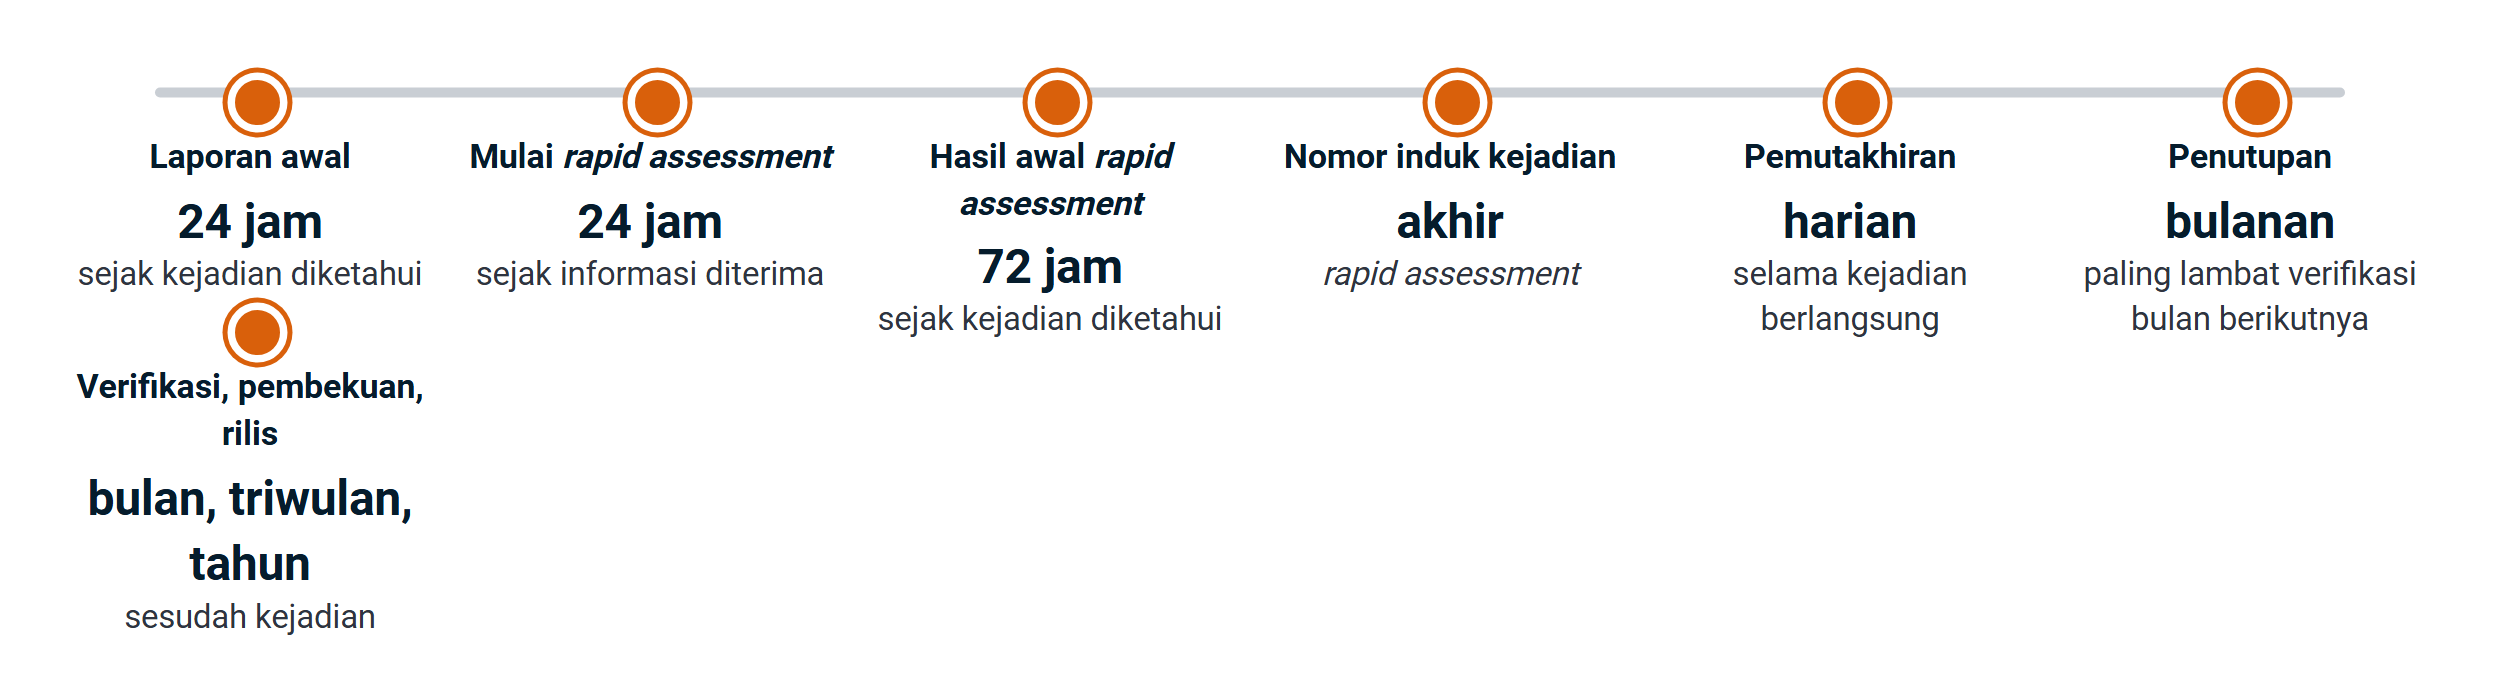 Laporan awal
24 jam
sejak kejadian diketahui
Mulai rapid assessment
24 jam
sejak informasi diterima
Hasil awal rapid
assessment
72 jam
sejak kejadian diketahui
Nomor induk kejadian
akhir
rapid assessment
Pemutakhiran
harian
selama kejadian
berlangsung
Penutupan
bulanan
paling lambat verifikasi
bulan berikutnya
Verifikasi, pembekuan,
rilis
bulan, triwulan,
tahun
sesudah kejadian